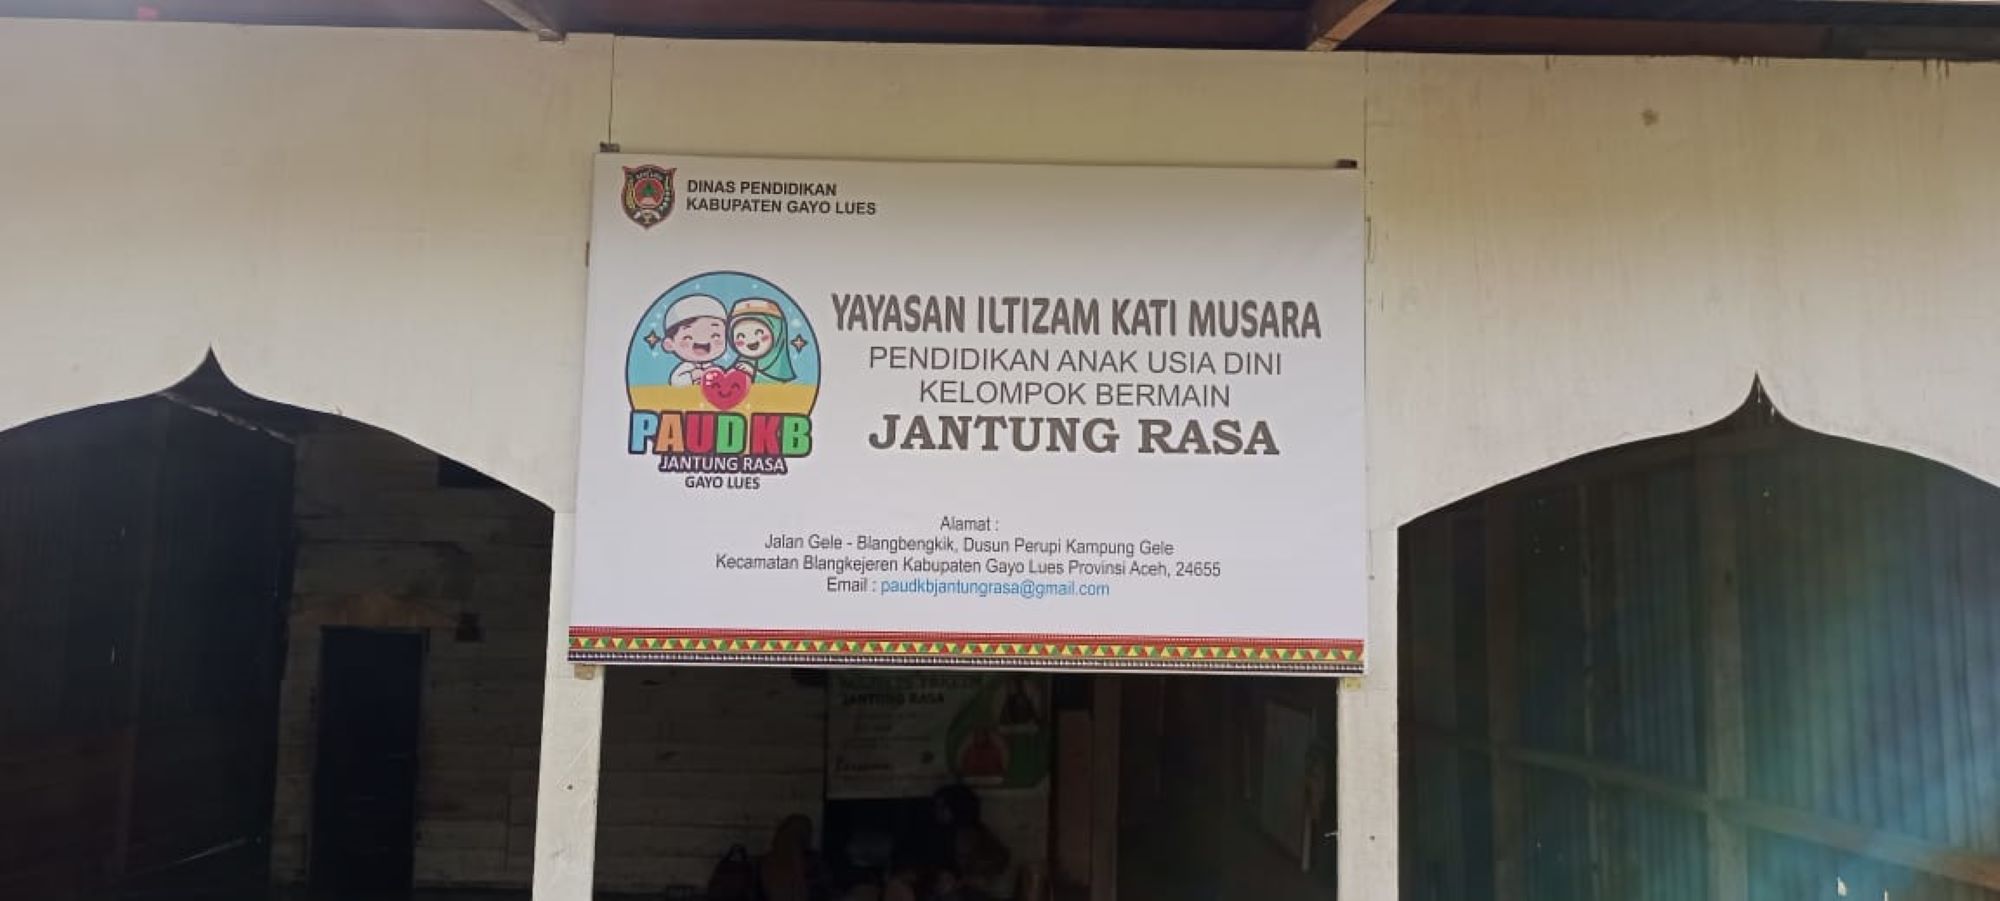 DINAS PENDIDIKAN
KABUPATEN GAYO LUES
YAYASAN ILTIZAM KATI MUSARA
PENDIDIKAN ANAK USIA DINI
KELOMPOK BERMAIN
JANTUNG RASA
PAUD KB
JANTUNG RASA
GAYO LUES
Alamat :
Jalan Gele - Blangbengkik, Dusun Perupi Kampung Gele
Kecamatan Blangkejeren Kabupaten Gayo Lues Provinsi Aceh, 24655
Email : paudkbjantungrasa@gmail.com
JANTUNG RASA